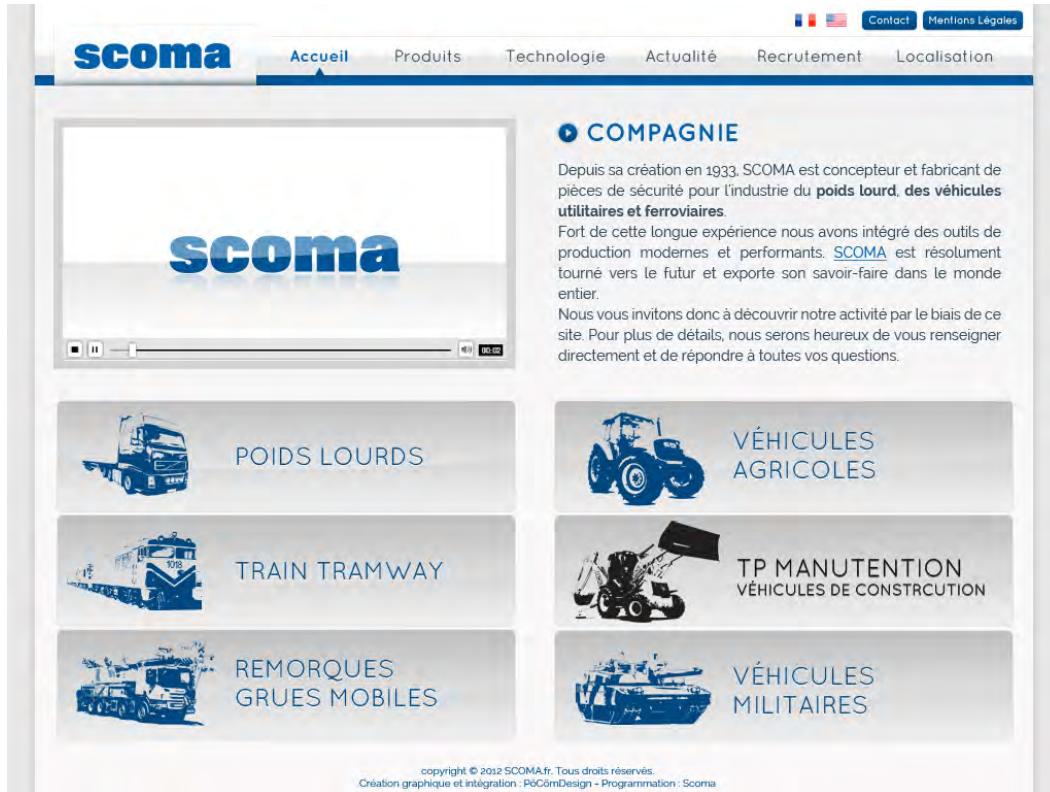 Contact Mentions Légales
scoma
Accueil Produits Technologie Actualité Recrutement Localisation
scoma
00:02
COMPAGNIE
Depuis sa création en 1933, SCOMA est concepteur et fabricant de
pièces de sécurité pour l'industrie du poids lourd, des véhicules
utilitaires et ferroviaires.
Fort de cette longue expérience nous avons intégré des outils de
production modernes et performants. SCOMA est résolument
tourné vers le futur et exporte son savoir-faire dans le monde
entier.
Nous vous invitons donc à découvrir notre activité par le biais de ce
site. Pour plus de détails, nous serons heureux de vous renseigner
directement et de répondre à toutes vos questions.
POIDS LOURDS
VÉHICULES
AGRICOLES
1018
TRAIN TRAMWAY
TP MANUTENTION
VÉHICULES DE CONSTRCUTION
REMORQUES
GRUES MOBILES
VÉHICULES
MILITAIRES
copyright © 2012 SCOMA.fr. Tous droits réservés.
Création graphique et intégration : PöCömDesign - Programmation : Scoma